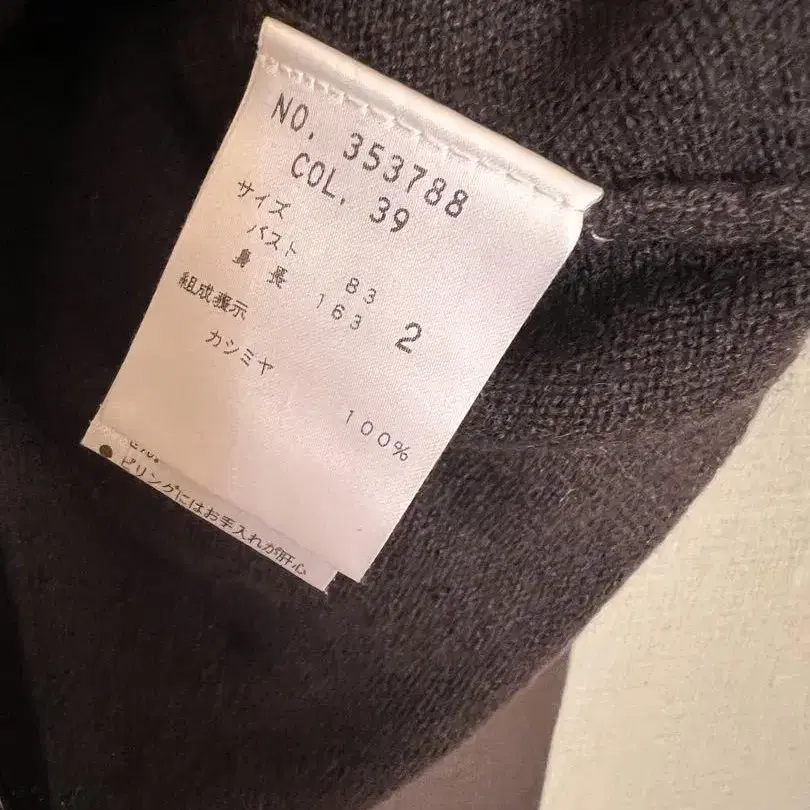 NO. 353788
COL. 39
サイズ
バスト 83
身長 163
2
組成表示
カシミヤ 100%
●ピリングにはお手入れが肝心